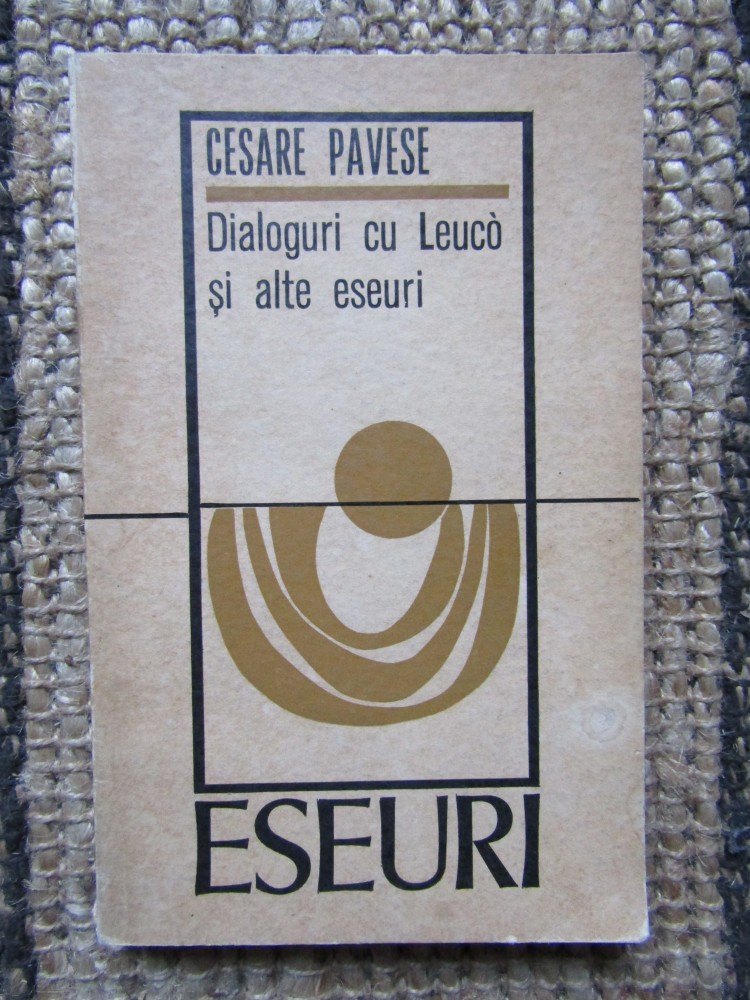 CESARE PAVESE
Dialoguri cu Leucò
şi alte eseuri
ESEURI